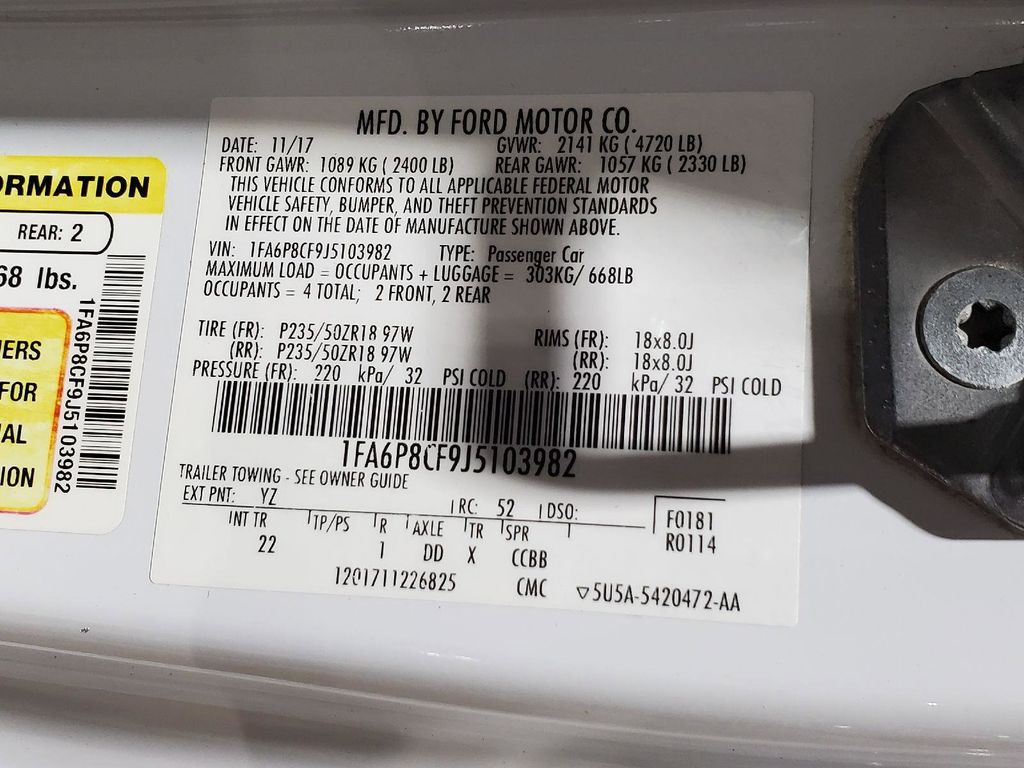 ORMATION
REAR: 2
68 lbs.
1FA6P8CF9J5103982
ERS
FOR
AL
ION
MFD. BY FORD MOTOR CO.
DATE: 11/17 GVWR: 2141 KG ( 4720 LB)
FRONT GAWR: 1089 KG ( 2400 LB) REAR GAWR: 1057 KG ( 2330 LB)
THIS VEHICLE CONFORMS TO ALL APPLICABLE FEDERAL MOTOR
VEHICLE SAFETY, BUMPER, AND THEFT PREVENTION STANDARDS
IN EFFECT ON THE DATE OF MANUFACTURE SHOWN ABOVE.
VIN: 1FA6P8CF9J5103982 TYPE: Passenger Car
MAXIMUM LOAD = OCCUPANTS + LUGGAGE = 303KG/ 668LB
OCCUPANTS = 4 TOTAL; 2 FRONT, 2 REAR
TIRE (FR): P235/50ZR18 97W RIMS (FR): 18x8.0J
(RR): P235/50ZR18 97W (RR): 18x8.0J
PRESSURE (FR): 220 kPa/ 32 PSI COLD (RR): 220 kPa/ 32 PSI COLD
1FA6P8CF9J5103982
TRAILER TOWING - SEE OWNER GUIDE
EXT PNT: YZ RC: 52 DSO: F0181
INT TR TP/PS R AXLE TR SPR R0114
22 1 DD X CCBB
1201711226825 CMC ▽5U5A-5420472-AA